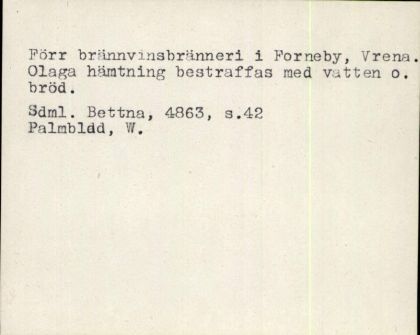 Förr brännvinsbränneri i Forneby, Vrena.
Olaga hämtning bestraffas med vatten o.
bröd.
Sdml. Bettna, 4863, s.42
Palmbldd, W.